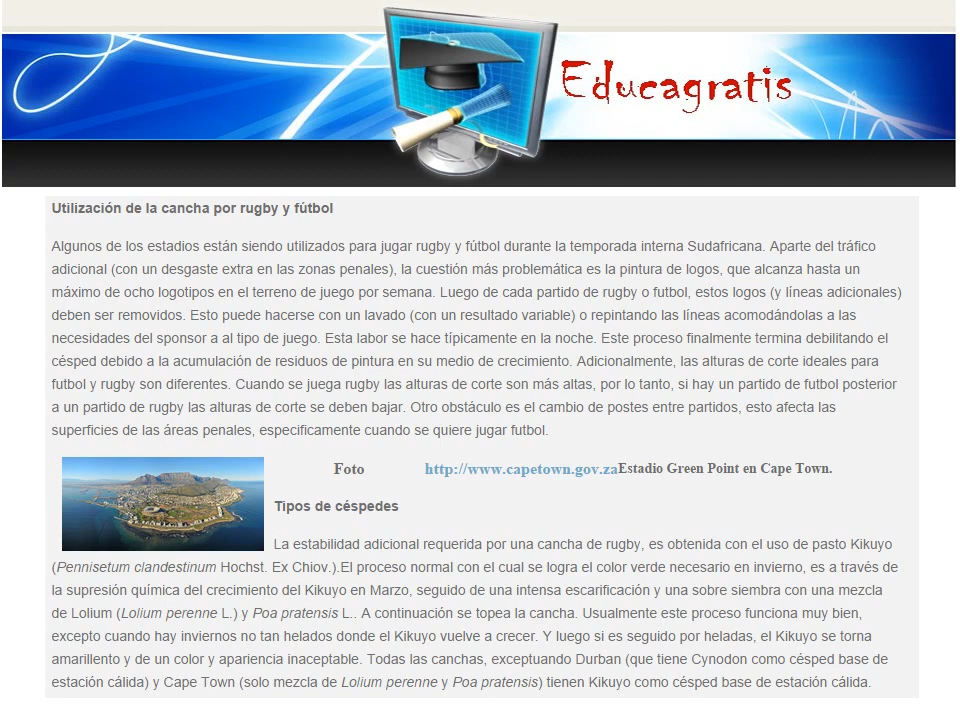 Educagratis
Utilización de la cancha por rugby y fútbol
Algunos de los estadios están siendo utilizados para jugar rugby y fútbol durante la temporada interna Sudafricana. Aparte del tráfico
adicional (con un desgaste extra en las zonas penales), la cuestión más problemática es la pintura de logos, que alcanza hasta un
máximo de ocho logotipos en el terreno de juego por semana. Luego de cada partido de rugby o futbol, estos logos (y líneas adicionales)
deben ser removidos. Esto puede hacerse con un lavado (con un resultado variable) o repintando las líneas acomodándolas a las
necesidades del sponsor a al tipo de juego. Esta labor se hace típicamente en la noche. Este proceso finalmente termina debilitando el
césped debido a la acumulación de residuos de pintura en su medio de crecimiento. Adicionalmente, las alturas de corte ideales para
futbol y rugby son diferentes. Cuando se juega rugby las alturas de corte son más altas, por lo tanto, si hay un partido de futbol posterior
a un partido de rugby las alturas de corte se deben bajar. Otro obstáculo es el cambio de postes entre partidos, esto afecta las
superficies de las áreas penales, especificamente cuando se quiere jugar futbol.
Foto http://www.capetown.gov.zaEstadio Green Point en Cape Town.
Tipos de céspedes
La estabilidad adicional requerida por una cancha de rugby, es obtenida con el uso de pasto Kikuyo
(Pennisetum clandestinum Hochst. Ex Chiov.).El proceso normal con el cual se logra el color verde necesario en invierno, es a través de
la supresión química del crecimiento del Kikuyo en Marzo, seguido de una intensa escarificación y una sobre siembra con una mezcla
de Lolium (Lolium perenne L.) y Poa pratensis L.. A continuación se topea la cancha. Usualmente este proceso funciona muy bien,
excepto cuando hay inviernos no tan helados donde el Kikuyo vuelve a crecer. Y luego si es seguido por heladas, el Kikuyo se torna
amarillento y de un color y apariencia inaceptable. Todas las canchas, exceptuando Durban (que tiene Cynodon como césped base de
estación cálida) y Cape Town (solo mezcla de Lolium perenne y Poa pratensis) tienen Kikuyo como césped base de estación cálida.